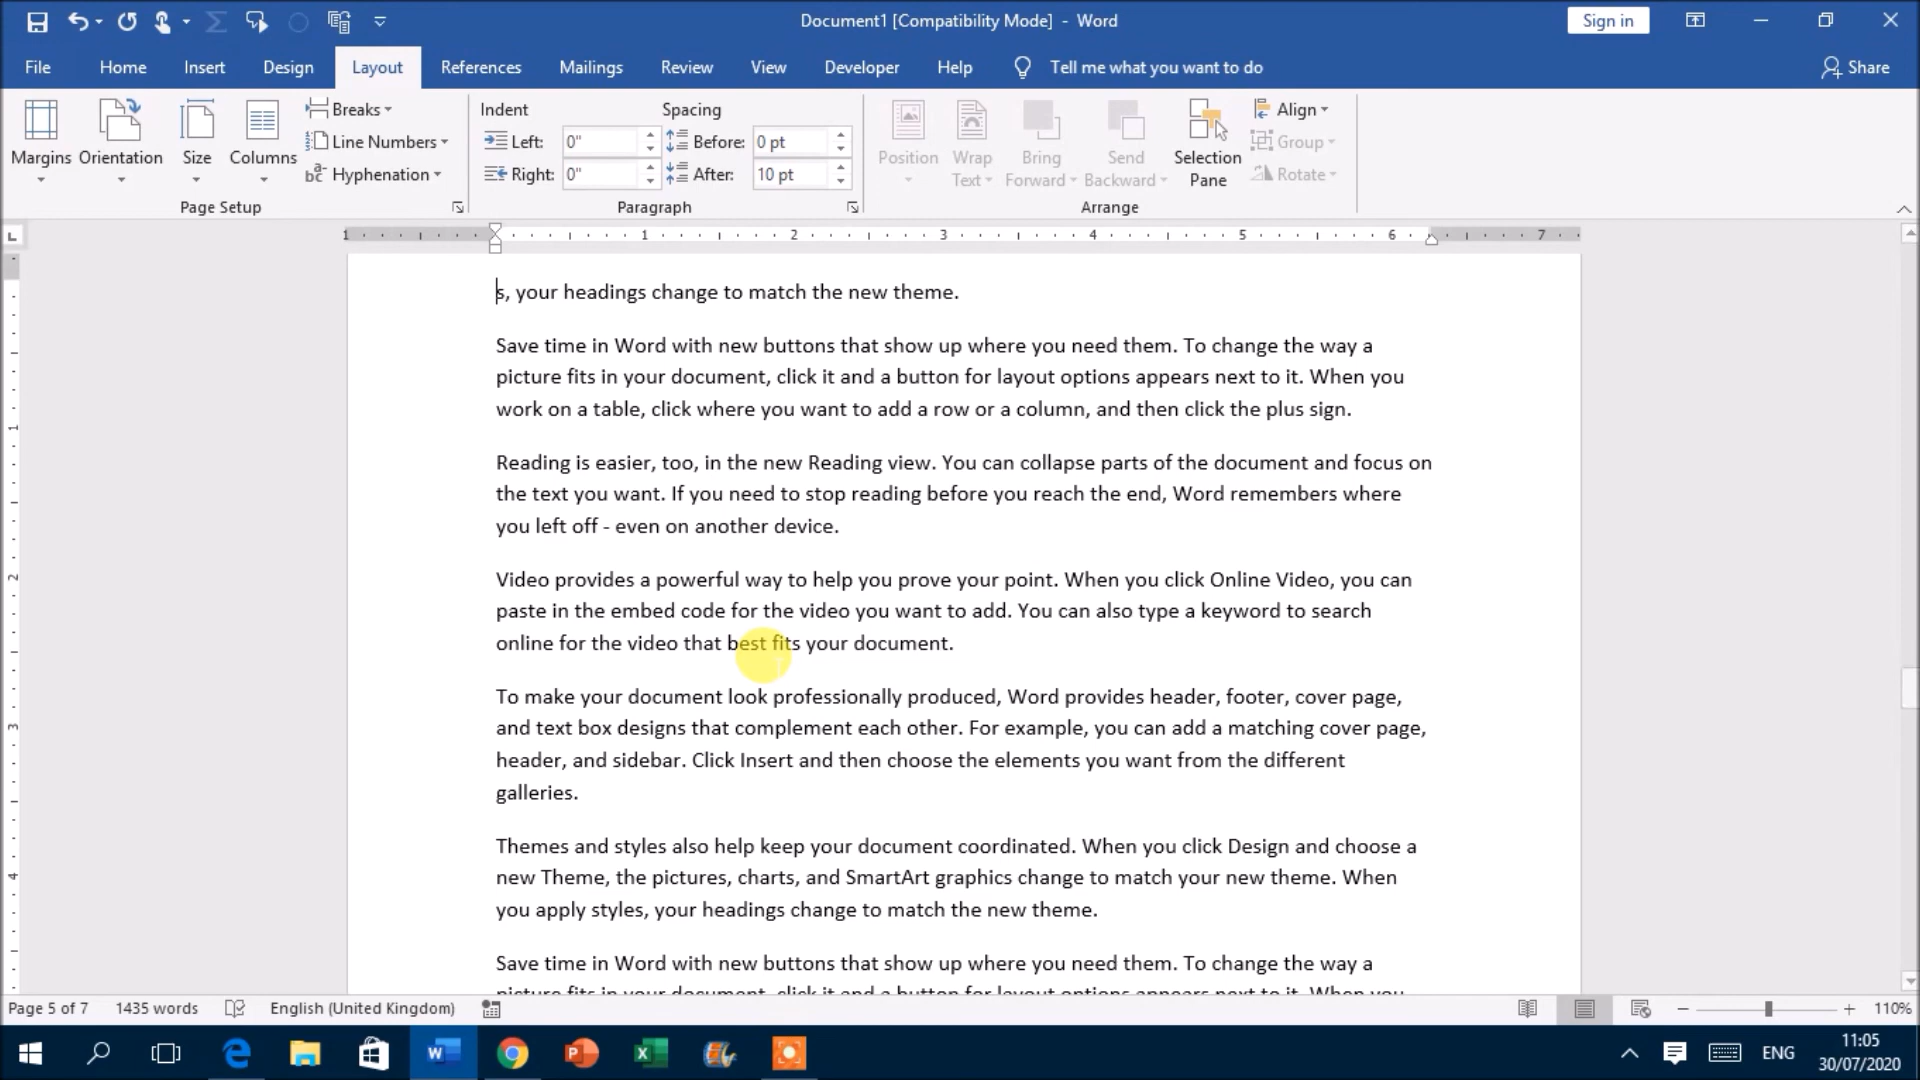 Document1 [Compatibility Mode] - Word
Sign in
File Home Insert Design Layout References Mailings Review View Developer Help Tell me what you want to do Share
Margins Orientation Size Columns
Breaks
Line Numbers
Hyphenation
Page Setup
Indent Spacing
Left: 0" Before: 0 pt
Right: 0" After: 10 pt
Paragraph
Position
Wrap
Text
Bring
Forward
Send
Backward
Selection
Pane
Align
Group
Rotate
Arrange
1 1 2 3 4 5 6 7
1
2
3
4
s, your headings change to match the new theme.
Save time in Word with new buttons that show up where you need them. To change the way a
picture fits in your document, click it and a button for layout options appears next to it. When you
work on a table, click where you want to add a row or a column, and then click the plus sign.
Reading is easier, too, in the new Reading view. You can collapse parts of the document and focus on
the text you want. If you need to stop reading before you reach the end, Word remembers where
you left off - even on another device.
Video provides a powerful way to help you prove your point. When you click Online Video, you can
paste in the embed code for the video you want to add. You can also type a keyword to search
online for the video that best fits your document.
To make your document look professionally produced, Word provides header, footer, cover page,
and text box designs that complement each other. For example, you can add a matching cover page,
header, and sidebar. Click Insert and then choose the elements you want from the different
galleries.
Themes and styles also help keep your document coordinated. When you click Design and choose a
new Theme, the pictures, charts, and SmartArt graphics change to match your new theme. When
you apply styles, your headings change to match the new theme.
Save time in Word with new buttons that show up where you need them. To change the way a
picture fits in your document, click it and a button for layout options appears next to it. When you
Page 5 of 7 1435 words English (United Kingdom) 110%
ENG
11:05
30/07/2020